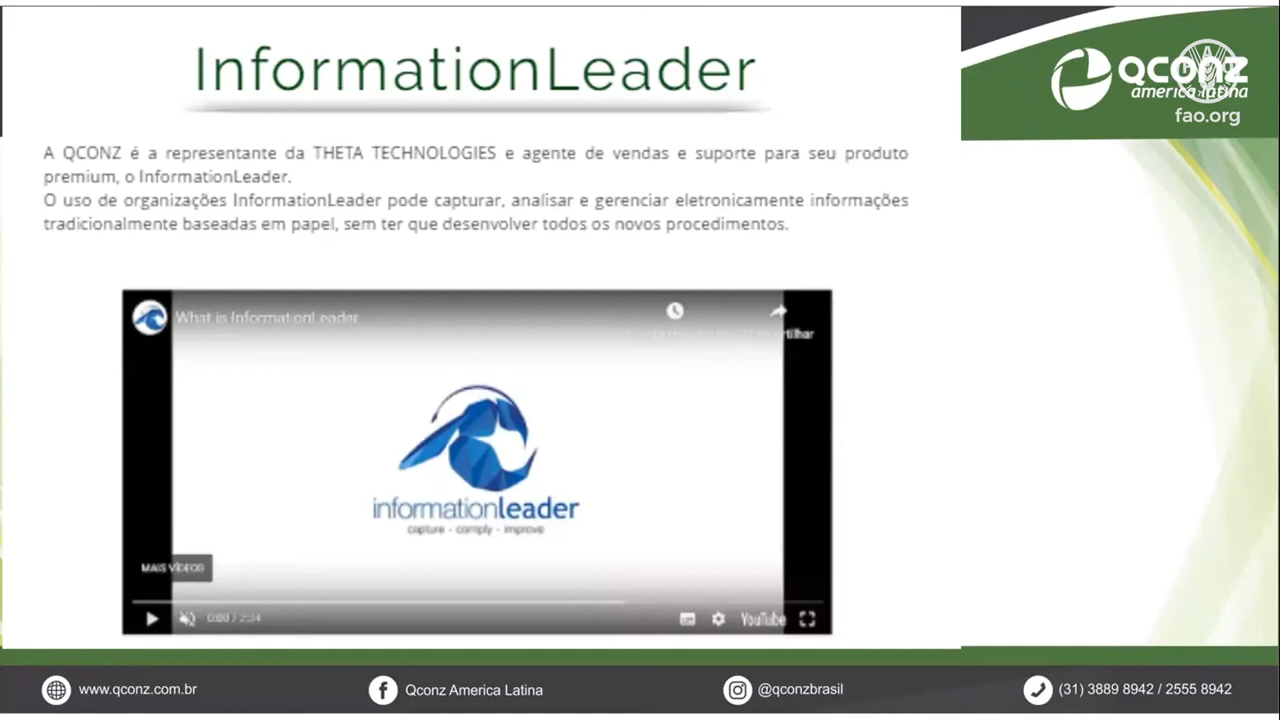 InformationLeader
QCONZ
america latina
fao.org
A QCONZ é a representante da THETA TECHNOLOGIES e agente de vendas e suporte para seu produto
premium, o InformationLeader.
O uso de organizações InformationLeader pode capturar, analisar e gerenciar eletronicamente informações
tradicionalmente baseadas em papel, sem ter que desenvolver todos os novos procedimentos.
What is InformationLeader
informationleader
capture - comply - improve
MAIS VÍDEOS
0:00 / 2:34
YouTube
www.qconz.com.br
Qconz America Latina
@qconzbrasil
(31) 3889 8942 / 2555 8942